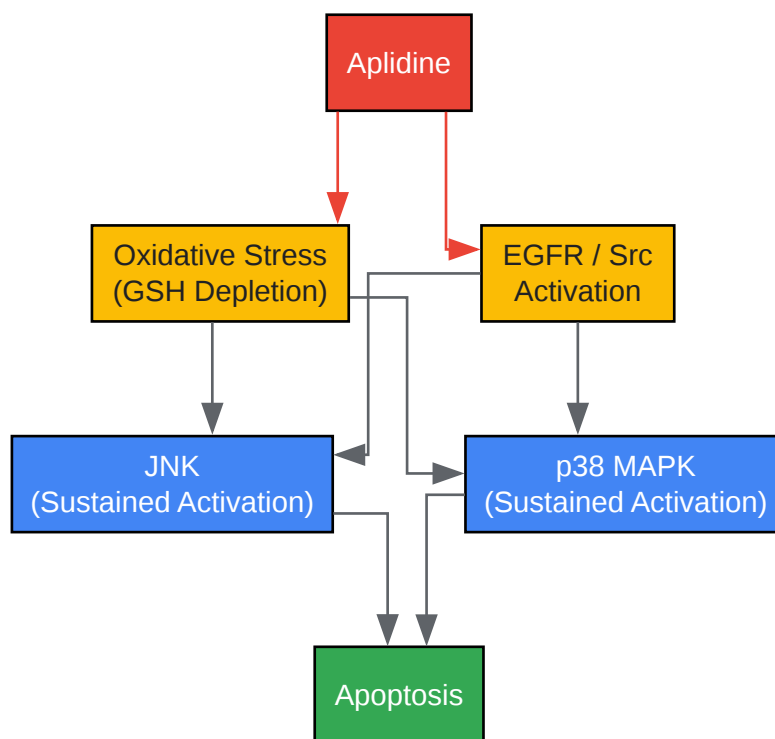 Aplidine
Oxidative Stress
(GSH Depletion)
EGFR / Src
Activation
JNK
(Sustained Activation)
p38 MAPK
(Sustained Activation)
Apoptosis